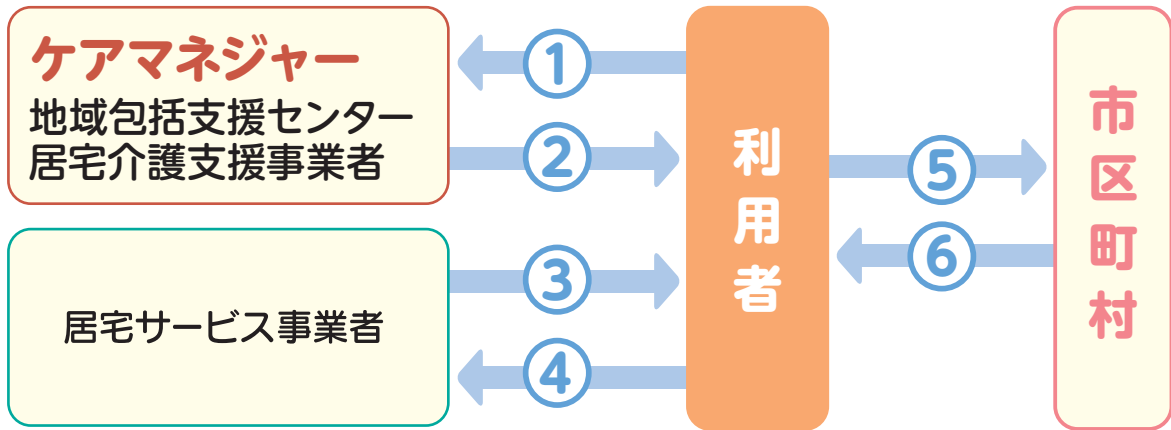 ケアマネジャー
地域包括支援センター
居宅介護支援事業者
①
②
居宅サービス事業者
③
④
利用者
⑤
⑥
市区町村